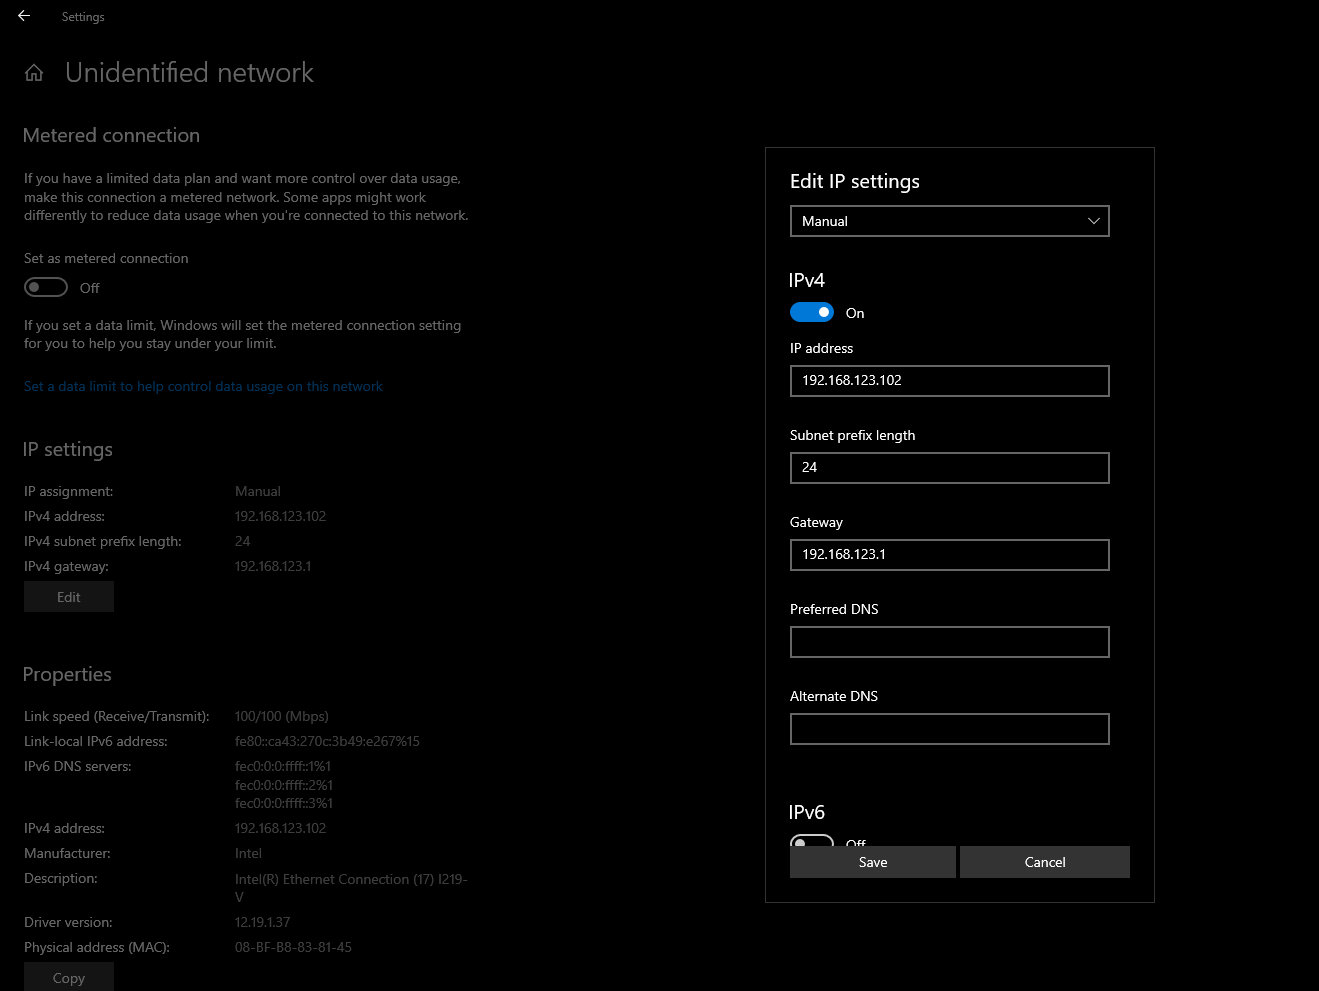 Settings
Unidentified network
Metered connection
If you have a limited data plan and want more control over data usage,
make this connection a metered network. Some apps might work
differently to reduce data usage when you're connected to this network.
Set as metered connection
Off
If you set a data limit, Windows will set the metered connection setting
for you to help you stay under your limit.
Set a data limit to help control data usage on this network
IP settings
IP assignment: Manual
IPv4 address: 192.168.123.102
IPv4 subnet prefix length: 24
IPv4 gateway: 192.168.123.1
Edit
Properties
Link speed (Receive/Transmit): 100/100 (Mbps)
Link-local IPv6 address: fe80::ca43:270c:3b49:e267%15
IPv6 DNS servers: fec0:0:0:ffff::1%1
fec0:0:0:ffff::2%1
fec0:0:0:ffff::3%1
IPv4 address: 192.168.123.102
Manufacturer: Intel
Description: Intel(R) Ethernet Connection (17) I219-
V
Driver version: 12.19.1.37
Physical address (MAC): 08-BF-B8-83-81-45
Copy
Edit IP settings
Manual
IPv4
On
IP address
192.168.123.102
Subnet prefix length
24
Gateway
192.168.123.1
Preferred DNS
Alternate DNS
IPv6
Off
Save Cancel